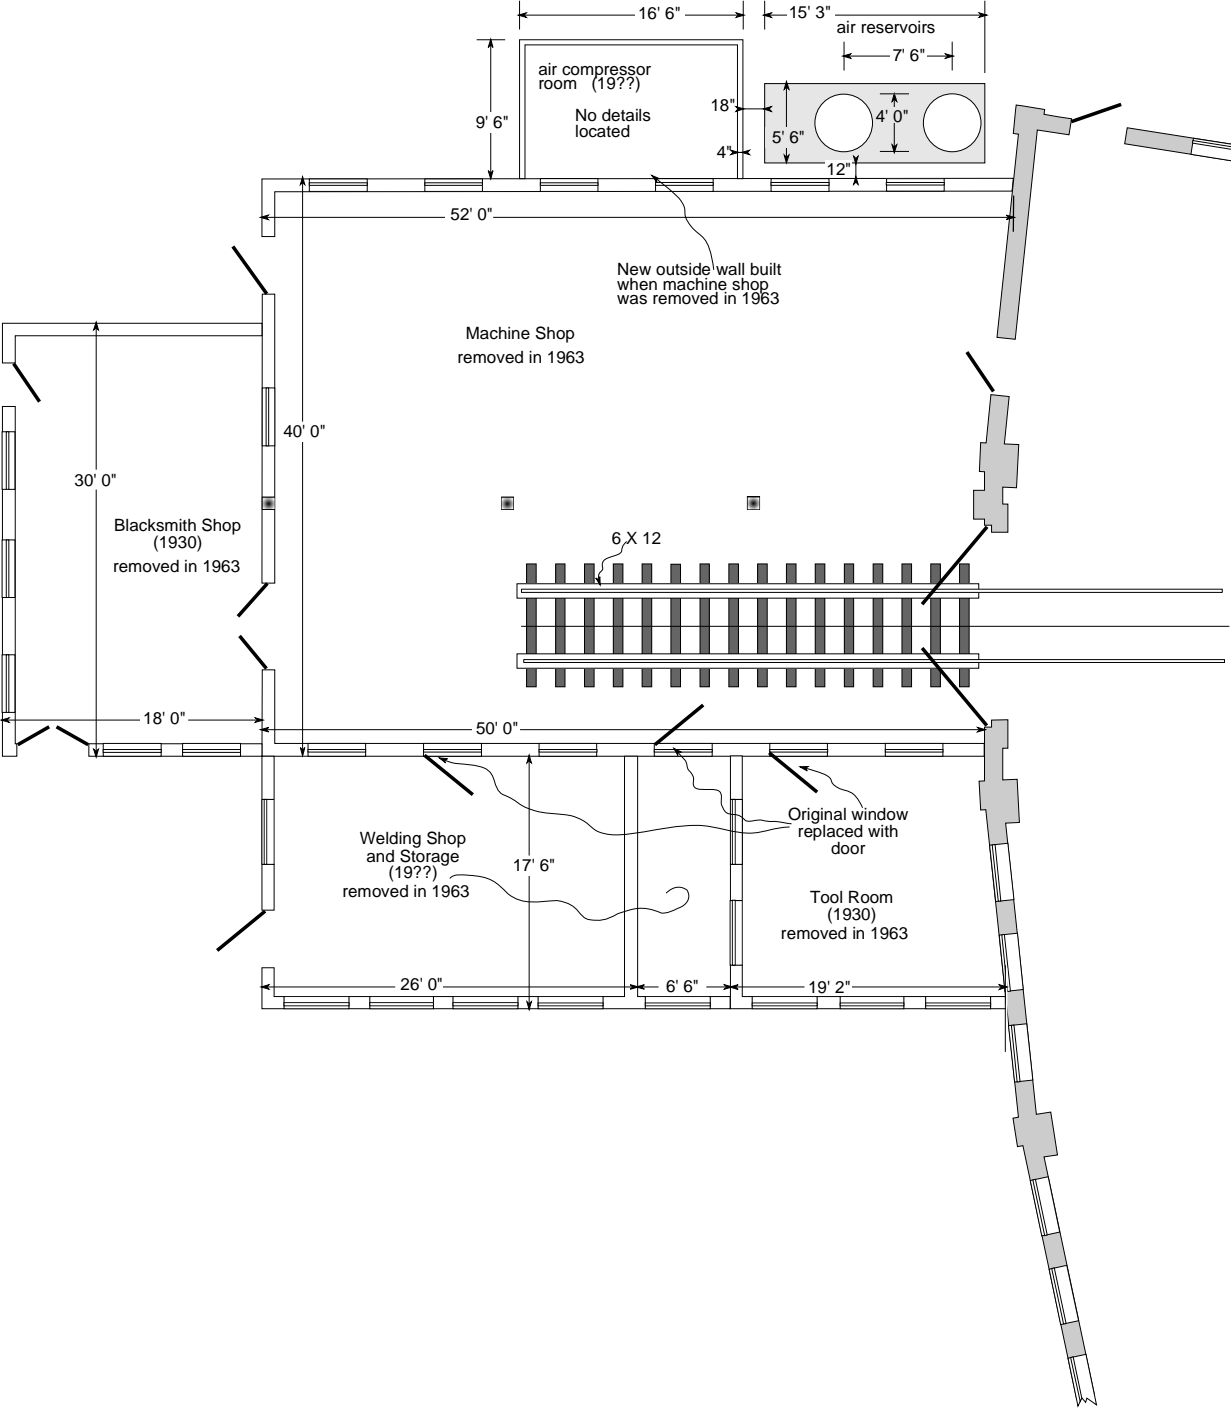 16' 6"
15' 3"
air reservoirs
7' 6"
air compressor
room (19??)
No details
located
9' 6"
18"
4' 0"
5' 6"
4"
12"
52' 0"
New outside wall built
when machine shop
was removed in 1963
Machine Shop
removed in 1963
40' 0"
30' 0"
Blacksmith Shop
(1930)
removed in 1963
6 X 12
18' 0"
50' 0"
Original window
replaced with
door
Welding Shop
and Storage
(19??)
removed in 1963
17' 6"
Tool Room
(1930)
removed in 1963
26' 0"
6' 6"
19' 2"